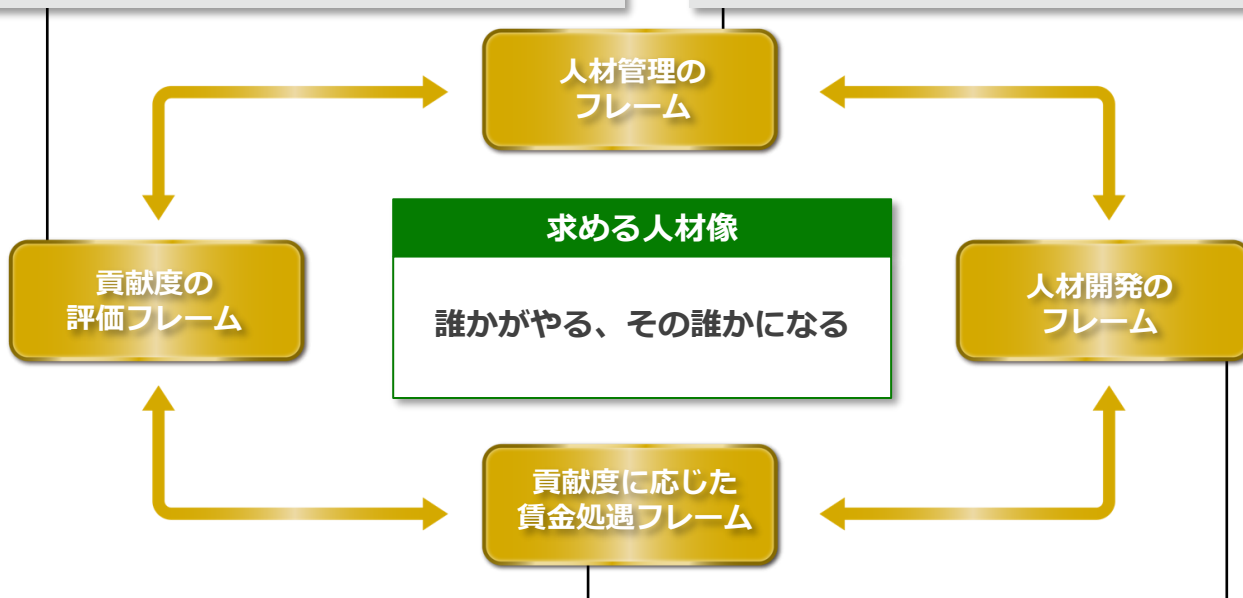 人材管理の
フレーム
求める人材像
貢献度の
評価フレーム
誰かがやる、その誰かになる
人材開発の
フレーム
貢献度に応じた
賃金処遇フレーム